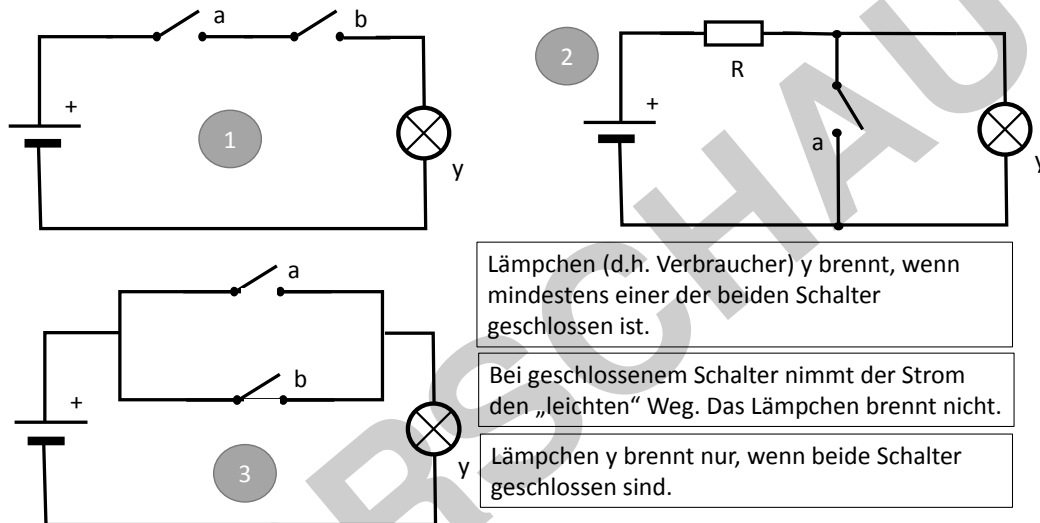 a
b
+
1
y
2
R
+
a
y
Lämpchen (d.h. Verbraucher) y brennt, wenn
mindestens einer der beiden Schalter
geschlossen ist.
a
b
+
3
y
Bei geschlossenem Schalter nimmt der Strom
den „leichten“ Weg. Das Lämpchen brennt nicht.
Lämpchen y brennt nur, wenn beide Schalter
geschlossen sind.
RSCHAU